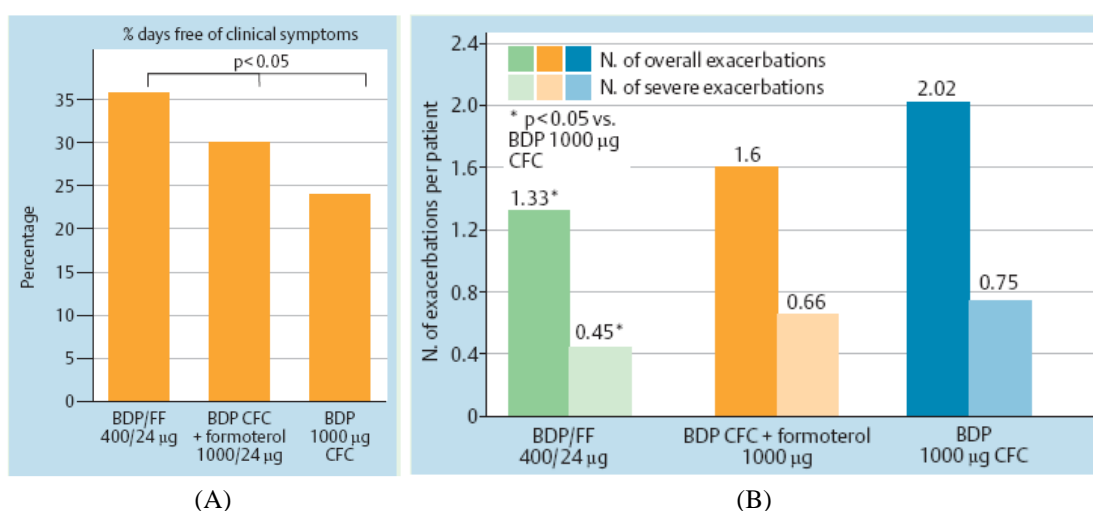 % days free of clinical symptoms
p<0.05
35
30
25
20
15
10
5
0
Percentage
BDP/FF
400/24 µg
BDP CFC
+ formoterol
1000/24 µg
BDP
1000 µg
CFC
(A)
2.4
2.0
1.6
1.2
0.8
0.4
0
N. of exacerbations per patient
N. of overall exacerbations
N. of severe exacerbations
* p<0.05 vs.
BDP 1000 µg
CFC
1.33*
0.45*
1.6
0.66
2.02
0.75
BDP/FF
400/24 µg
BDP CFC + formoterol
1000 µg
BDP
1000 µg CFC
(B)